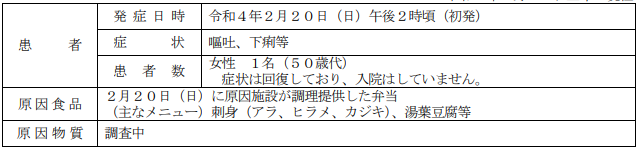 患者
発症日時 令和4年2月20日（日）午後2時頃（初発）
症状 嘔吐、下痢等
患者数 女性 1名（50歳代）
症状は回復しており、入院はしていません。
原因食品 2月20日（日）に原因施設が調理提供した弁当
（主なメニュー）刺身（アラ、ヒラメ、カジキ）、湯葉豆腐等
原因物質 調査中